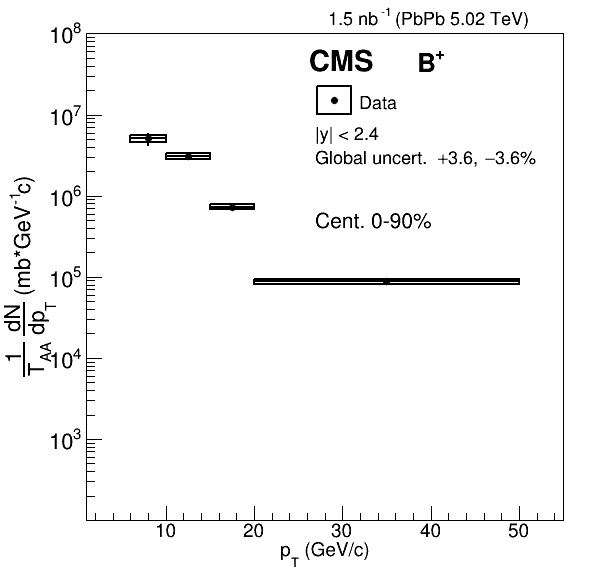 1.5 nb⁻¹ (PbPb 5.02 TeV)
CMS B⁺
Data
|y| < 2.4
Global uncert. +3.6, −3.6%
Cent. 0-90%
10⁸
10⁷
10⁶
10⁵
10⁴
10³
1/T_AA dN/dp_T (mb*GeV⁻¹c)
10 20 30 40 50
p_T (GeV/c)